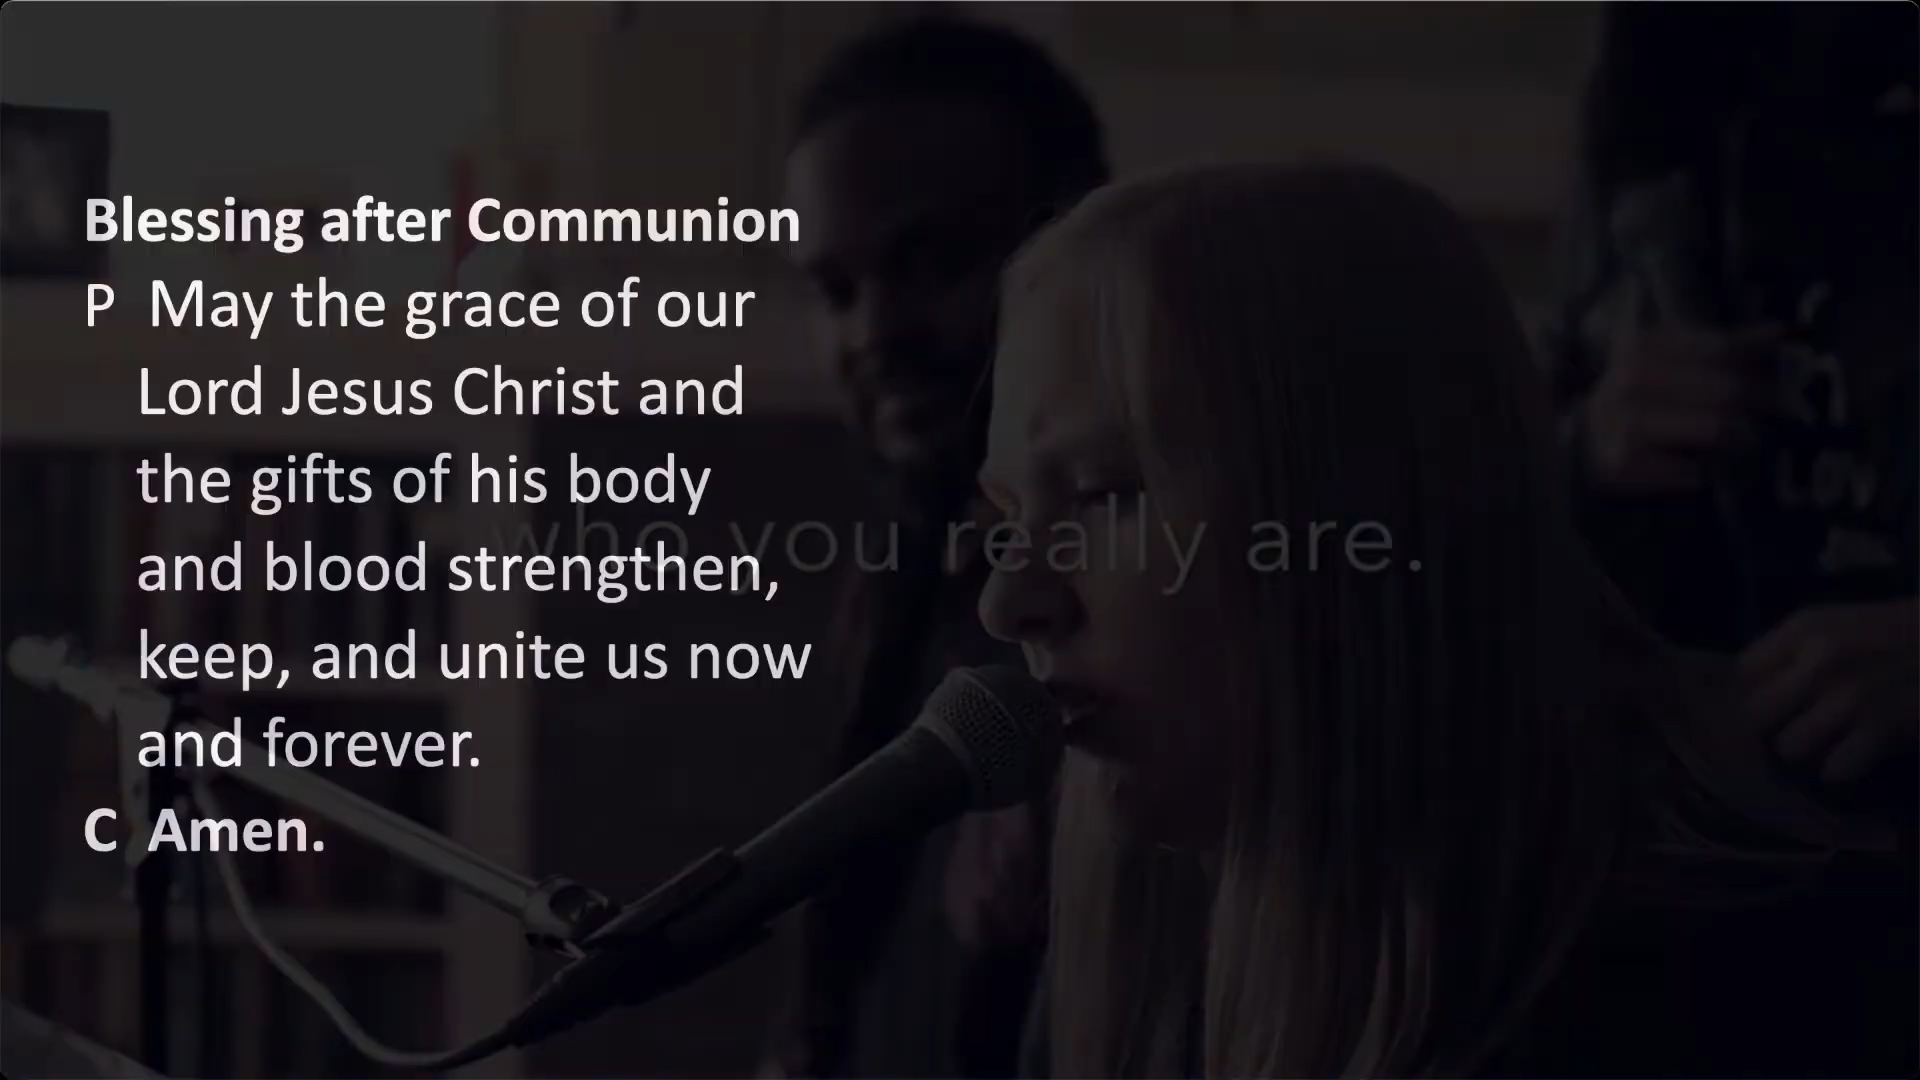 Blessing after Communion
P May the grace of our
Lord Jesus Christ and
the gifts of his body
and blood strengthen,
keep, and unite us now
and forever.
C Amen.
who you really are.